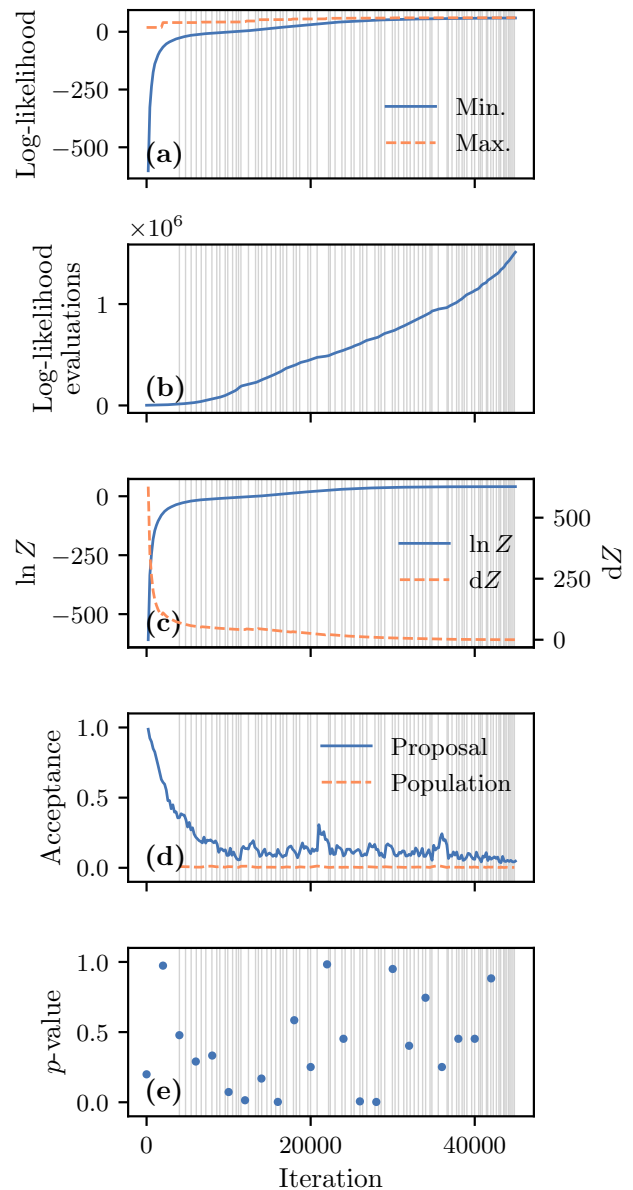 0
−250
−500
Log-likelihood
Min.
Max.
(a)
×10⁶
1
0
Log-likelihood
evaluations
(b)
0
−250
−500
ln Z
500
250
0
dZ
ln Z
dZ
(c)
1.0
0.5
0.0
Acceptance
Proposal
Population
(d)
1.0
0.5
0.0
p-value
(e)
0
20000
40000
Iteration